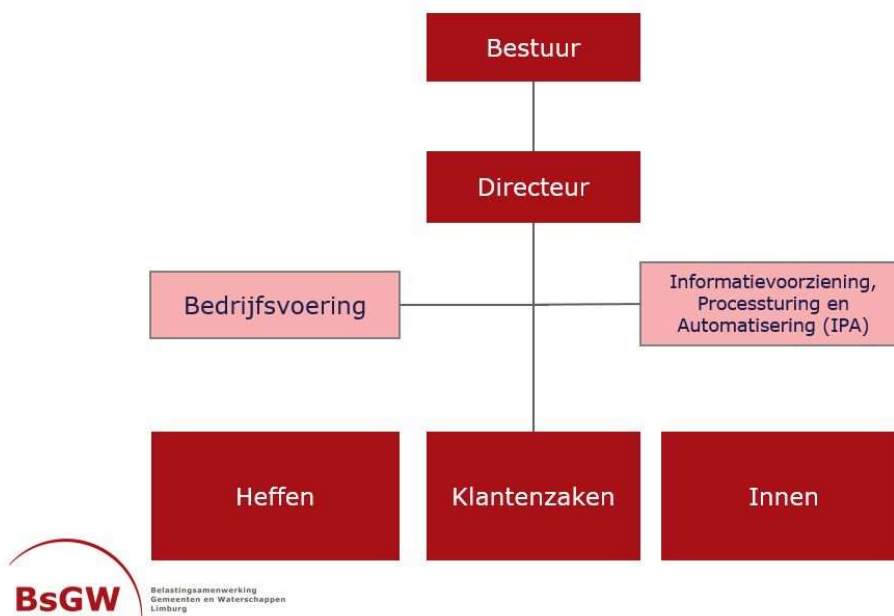 Bestuur
Directeur
Bedrijfsvoering
Informatievoorziening,
Processturing en
Automatisering (IPA)
Heffen
Klantenzaken
Innen
BsGW
Belastingsamenwerking
Gemeenten en Waterschappen
Limburg